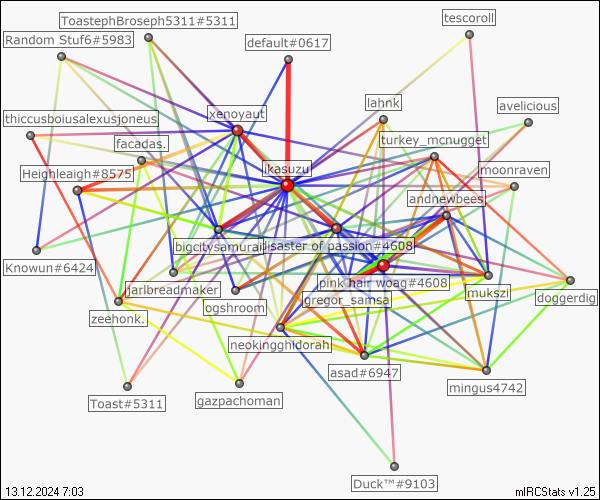 ToastephBroseph5311#5311
tescoroll
Random Stuf6#5983
default#0617
lahnk
avelicious
xenoyaut
thiccusboiusalexusjoneus
facadas.
turkey_mcnugget
ikasuzu
moonraven
Heighleaigh#8575
andnewbees
bigcitysamurai
Disaster of passion#4608
Knowun#6424
jarlbreadmaker
pink hair woag#4608
mukszi
doggerdig
ogshroom
gregor_samsa
zeehonk.
neokingghidorah
asad#6947
mingus4742
Toast#5311
gazpachoman
Duck™#9103
13.12.2024 7:03
mIRCStats v1.25